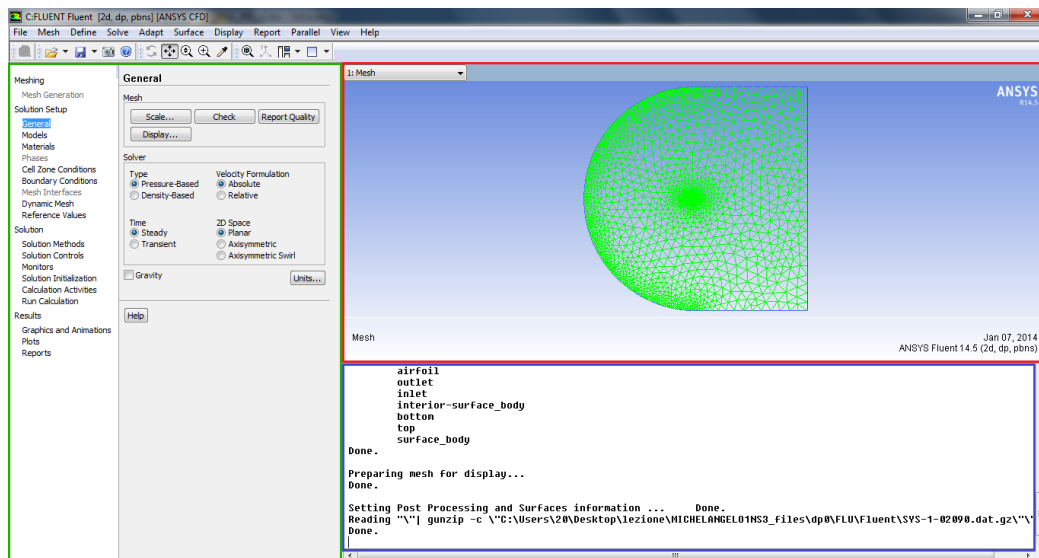 C:FLUENT Fluent [2d, dp, pbns] [ANSYS CFD]
File Mesh Define Solve Adapt Surface Display Report Parallel View Help
Meshing
Mesh Generation
Solution Setup
General
Models
Materials
Phases
Cell Zone Conditions
Boundary Conditions
Mesh Interfaces
Dynamic Mesh
Reference Values
Solution
Solution Methods
Solution Controls
Monitors
Solution Initialization
Calculation Activities
Run Calculation
Results
Graphics and Animations
Plots
Reports
General
Mesh
Scale... Check Report Quality
Display...
Solver
Type Velocity Formulation
Pressure-Based Absolute
Density-Based Relative
Time 2D Space
Steady Planar
Transient Axisymmetric
Axisymmetric Swirl
Gravity Units...
Help
1: Mesh
ANSYS
R14.5
Mesh Jan 07, 2014
ANSYS Fluent 14.5 (2d, dp, pbns)
airfoil
outlet
inlet
interior-surface_body
bottom
top
surface_body
Done.
Preparing mesh for display...
Done.
Setting Post Processing and Surfaces information ... Done.
Reading "\"| gunzip -c \"C:\Users\20\Desktop\lezione\MICHELANGELO1NS3_files\dp0\FLU\Fluent\SYS-1-02090.dat.gz\"\"
Done.